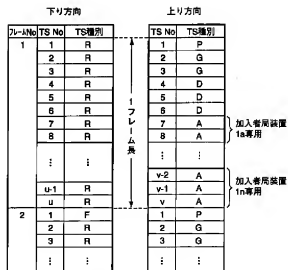 下り方向 上り方向
フレームNo TS No TS種別 TS No TS種別
1 1 R 1 P
2 R 2 G
3 R 3 G
4 R 4 D
5 R 5 D
6 R 6 D
7 R 7 A
8 R 8 A
加入者局装置
1a専用
1フレーム長
⋮ ⋮ ⋮ ⋮
v-2 A
u-1 R v-1 A
u R v A
加入者局装置
1n専用
2 1 F 1 P
2 R 2 G
3 R 3 G
⋮ ⋮ ⋮ ⋮